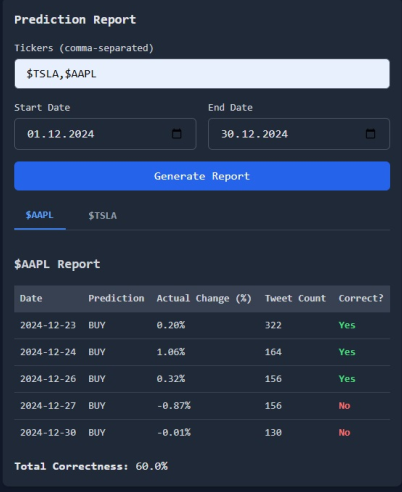 Prediction Report
Tickers (comma-separated)
$TSLA,$AAPL
Start Date End Date
01.12.2024 30.12.2024
Generate Report
$AAPL $TSLA
$AAPL Report
Date Prediction Actual Change (%) Tweet Count Correct?
2024-12-23 BUY 0.20% 322 Yes
2024-12-24 BUY 1.06% 164 Yes
2024-12-26 BUY 0.32% 156 Yes
2024-12-27 BUY -0.87% 156 No
2024-12-30 BUY -0.01% 130 No
Total Correctness: 60.0%